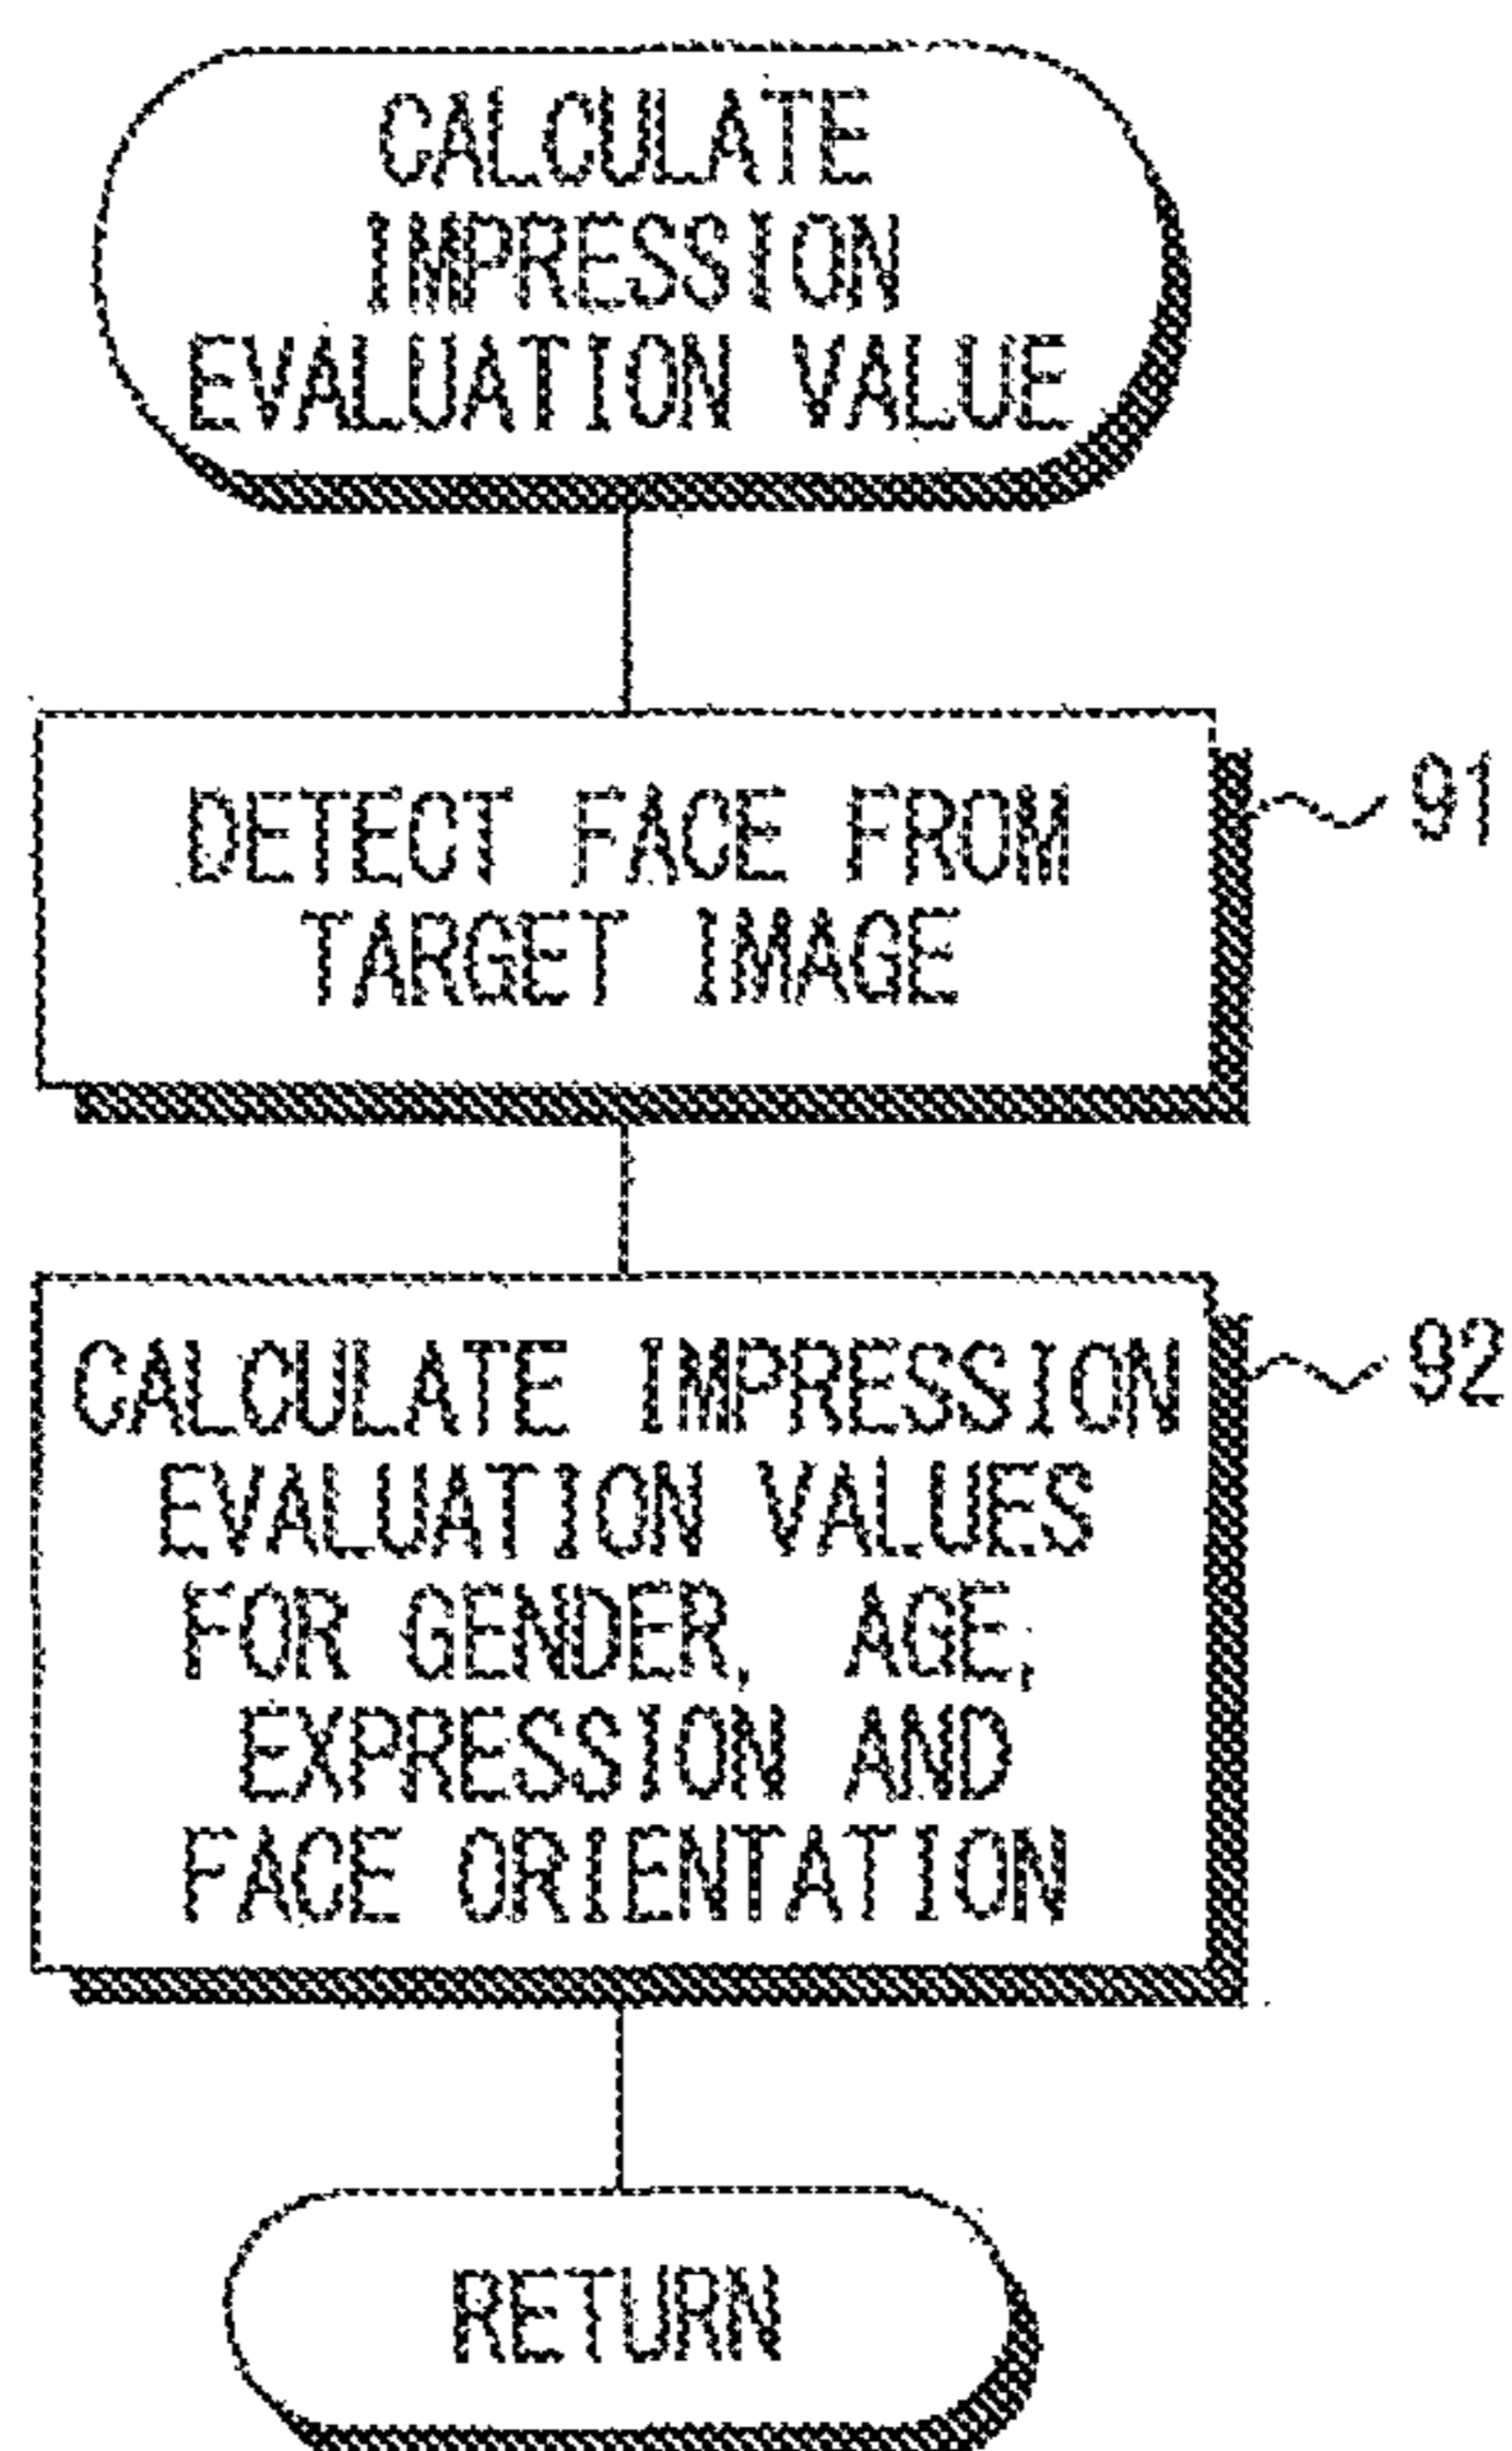 CALCULATE
IMPRESSION
EVALUATION VALUE
DETECT FACE FROM
TARGET IMAGE
91
CALCULATE IMPRESSION
EVALUATION VALUES
FOR GENDER, AGE,
EXPRESSION AND
FACE ORIENTATION
92
RETURN